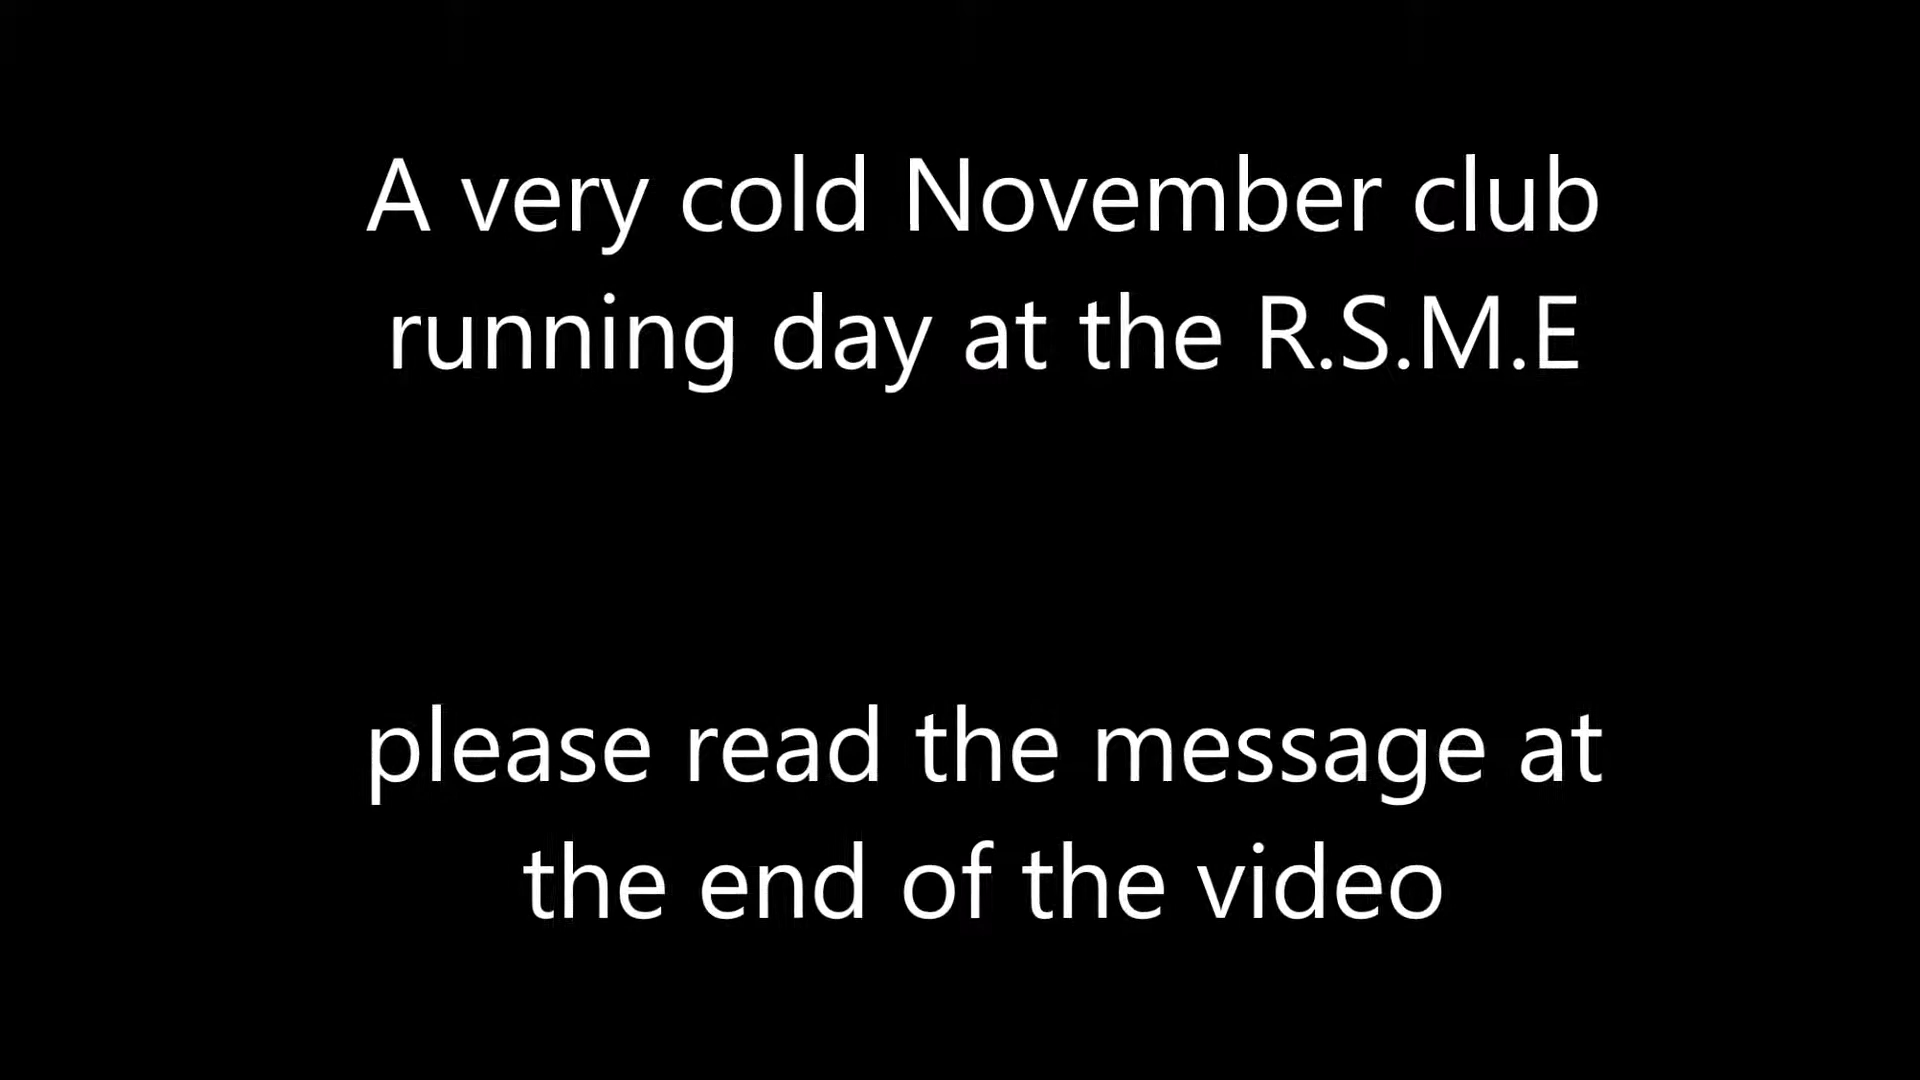 A very cold November club
running day at the R.S.M.E
please read the message at
the end of the video